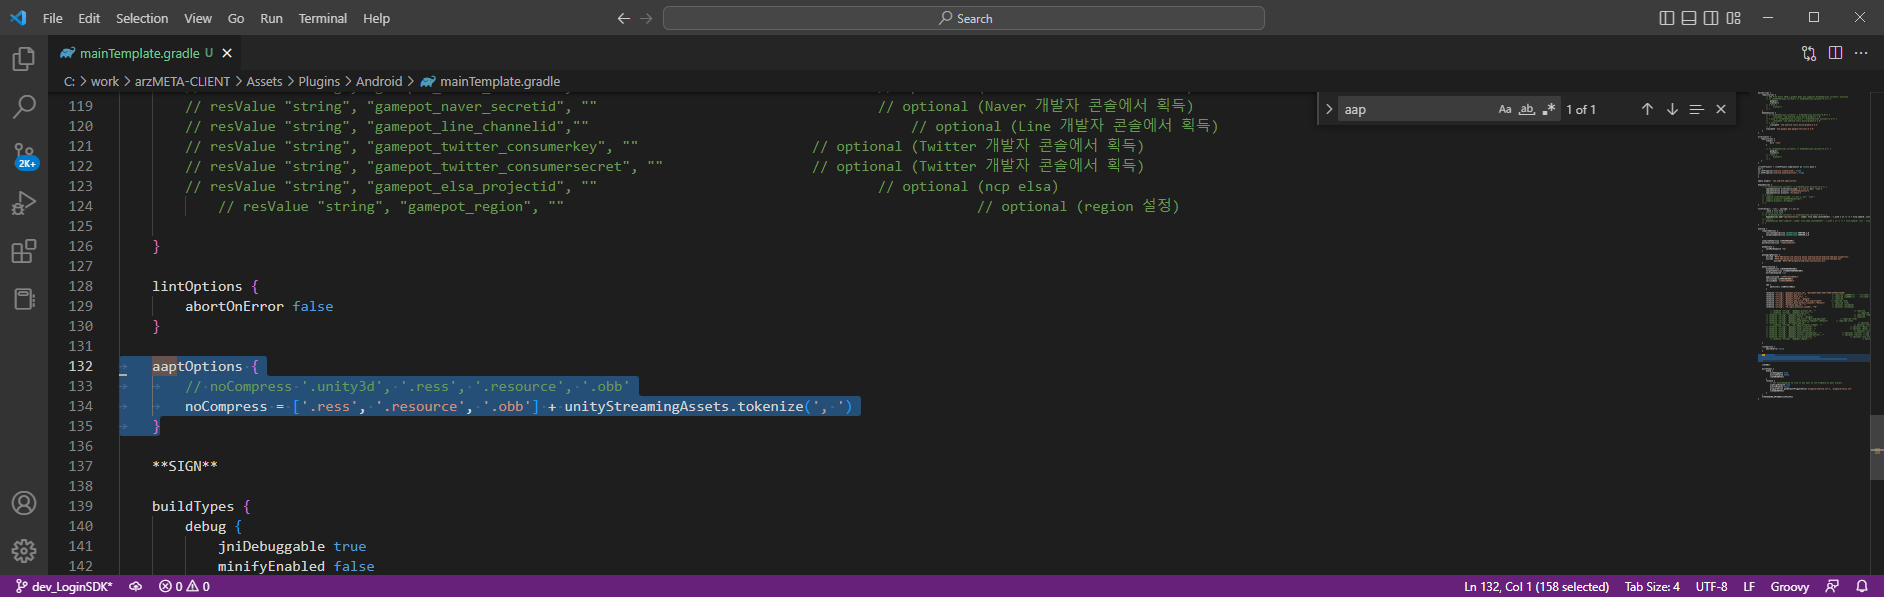 File Edit Selection View Go Run Terminal Help
Search
mainTemplate.gradle U
C: > work > arzMETA-CLIENT > Assets > Plugins > Android > mainTemplate.gradle
119 // resValue "string", "gamepot_naver_secretid", "" // optional (Naver 개발자 콘솔에서 획득)
120 // resValue "string", "gamepot_line_channelid","" // optional (Line 개발자 콘솔에서 획득)
121 // resValue "string", "gamepot_twitter_consumerkey", "" // optional (Twitter 개발자 콘솔에서 획득)
122 // resValue "string", "gamepot_twitter_consumersecret", "" // optional (Twitter 개발자 콘솔에서 획득)
123 // resValue "string", "gamepot_elsa_projectid", "" // optional (ncp elsa)
124 // resValue "string", "gamepot_region", "" // optional (region 설정)
125
126 }
127
128 lintOptions {
129 abortOnError false
130 }
131
132 aaptOptions {
133 // noCompress '.unity3d', '.ress', '.resource', '.obb'
134 noCompress = ['.ress', '.resource', '.obb'] + unityStreamingAssets.tokenize(', ')
135 }
136
137 **SIGN**
138
139 buildTypes {
140 debug {
141 jniDebuggable true
142 minifyEnabled false
aap Aa ab 1 of 1
2K+
dev_LoginSDK* 0 0 Ln 132, Col 1 (158 selected) Tab Size: 4 UTF-8 LF Groovy